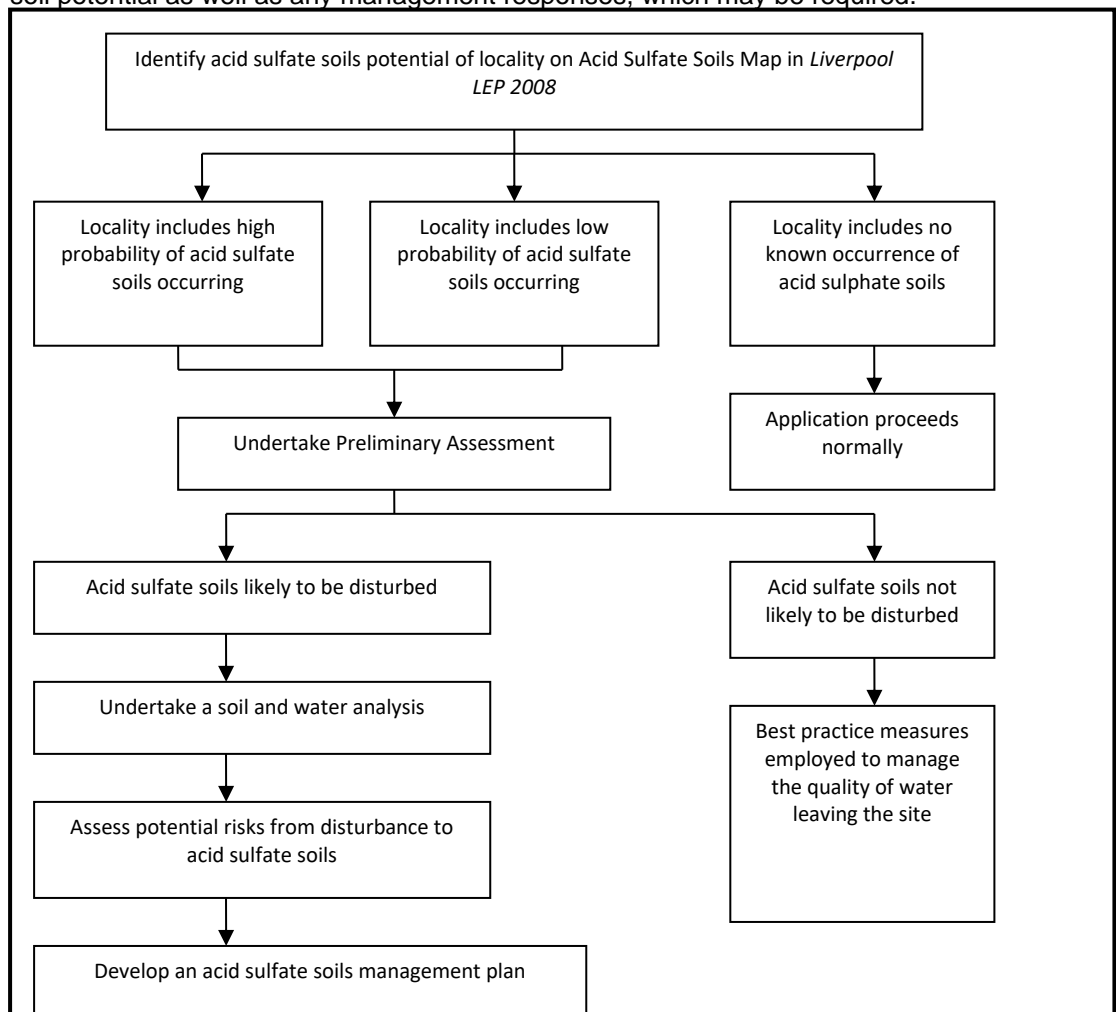 soil potential as well as any management responses, which may be required.
Identify acid sulfate soils potential of locality on Acid Sulfate Soils Map in Liverpool
LEP 2008
Locality includes high
probability of acid sulfate
soils occurring
Locality includes low
probability of acid sulfate
soils occurring
Locality includes no
known occurrence of
acid sulphate soils
Application proceeds
normally
Undertake Preliminary Assessment
Acid sulfate soils likely to be disturbed
Acid sulfate soils not
likely to be disturbed
Undertake a soil and water analysis
Best practice measures
employed to manage
the quality of water
leaving the site
Assess potential risks from disturbance to
acid sulfate soils
Develop an acid sulfate soils management plan